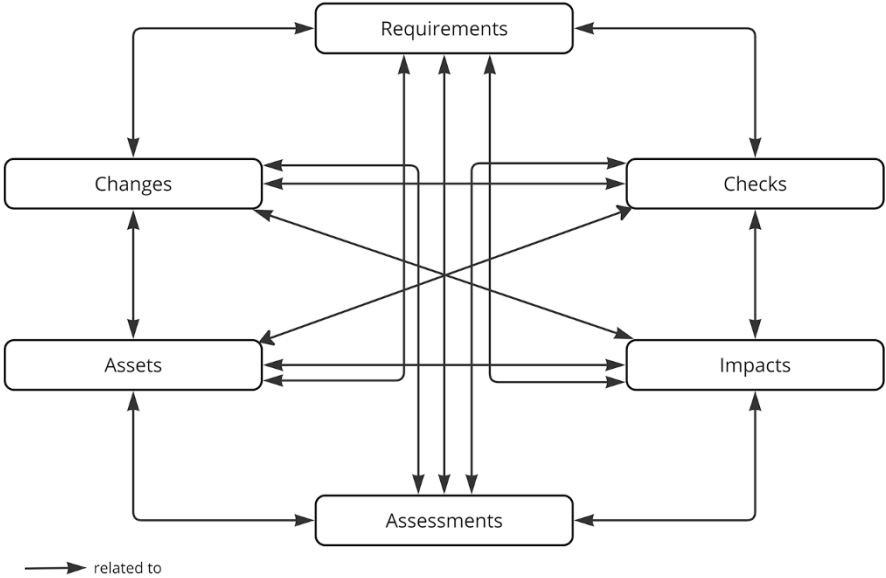 Requirements
Changes
Checks
Assets
Impacts
Assessments
related to